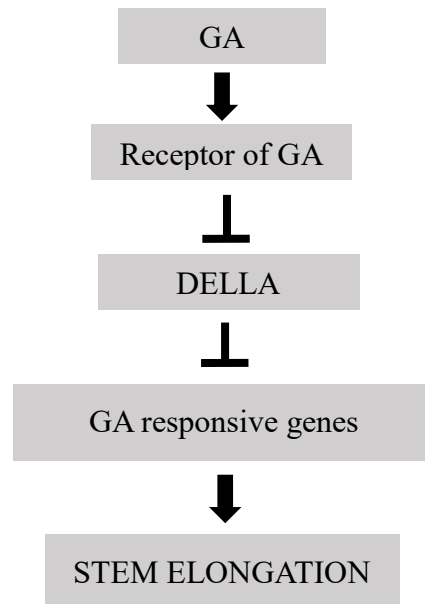 GA
Receptor of GA
DELLA
GA responsive genes
STEM ELONGATION